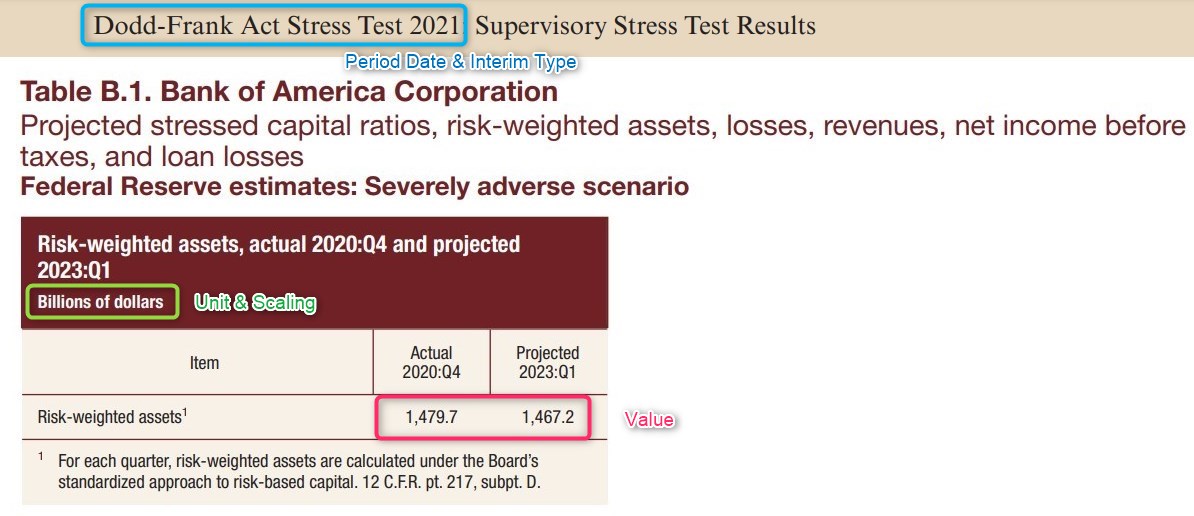 Dodd-Frank Act Stress Test 2021: Supervisory Stress Test Results
Period Date & Interim Type
Table B.1. Bank of America Corporation
Projected stressed capital ratios, risk-weighted assets, losses, revenues, net income before
taxes, and loan losses
Federal Reserve estimates: Severely adverse scenario
Risk-weighted assets, actual 2020:Q4 and projected
2023:Q1
Billions of dollars Unit & Scaling
Item Actual 2020:Q4 Projected 2023:Q1
Risk-weighted assets¹ 1,479.7 1,467.2 Value
¹ For each quarter, risk-weighted assets are calculated under the Board's
standardized approach to risk-based capital. 12 C.F.R. pt. 217, subpt. D.